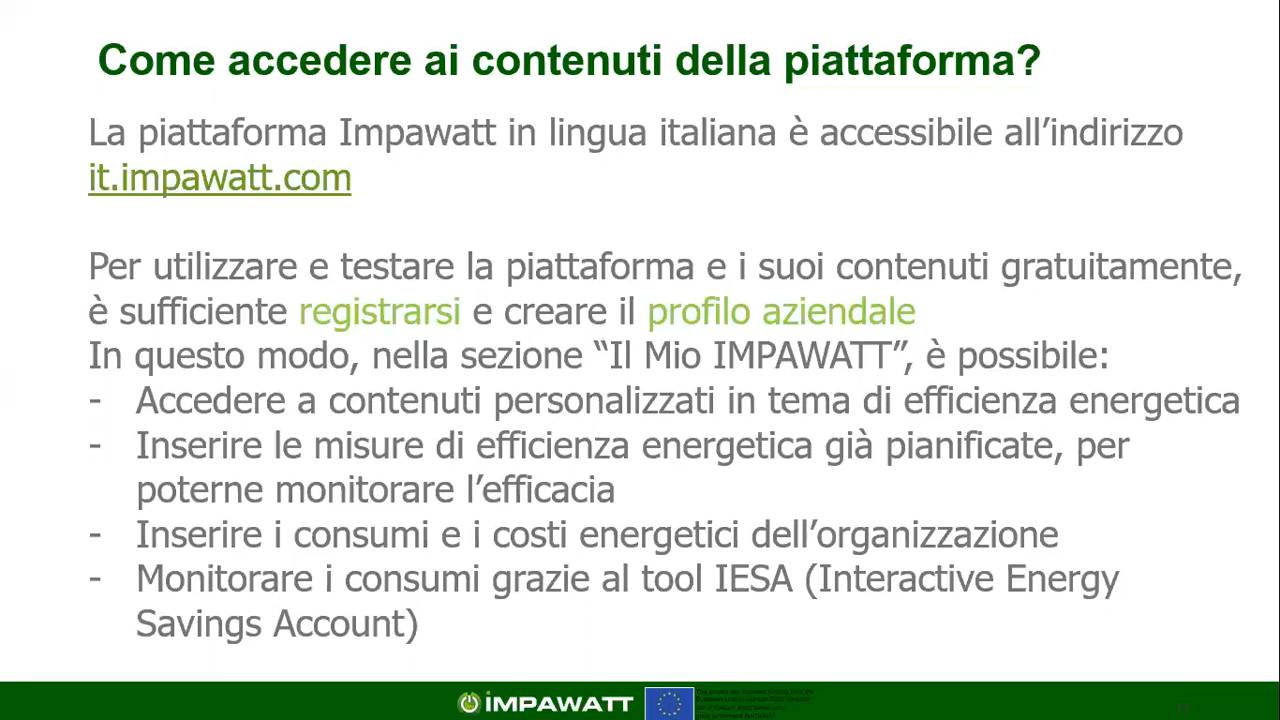 Come accedere ai contenuti della piattaforma?
La piattaforma Impawatt in lingua italiana è accessibile all’indirizzo
it.impawatt.com
Per utilizzare e testare la piattaforma e i suoi contenuti gratuitamente,
è sufficiente registrarsi e creare il profilo aziendale
In questo modo, nella sezione “Il Mio IMPAWATT”, è possibile:
- Accedere a contenuti personalizzati in tema di efficienza energetica
- Inserire le misure di efficienza energetica già pianificate, per
poterne monitorare l’efficacia
- Inserire i consumi e i costi energetici dell’organizzazione
- Monitorare i consumi grazie al tool IESA (Interactive Energy
Savings Account)
iMPAWATT